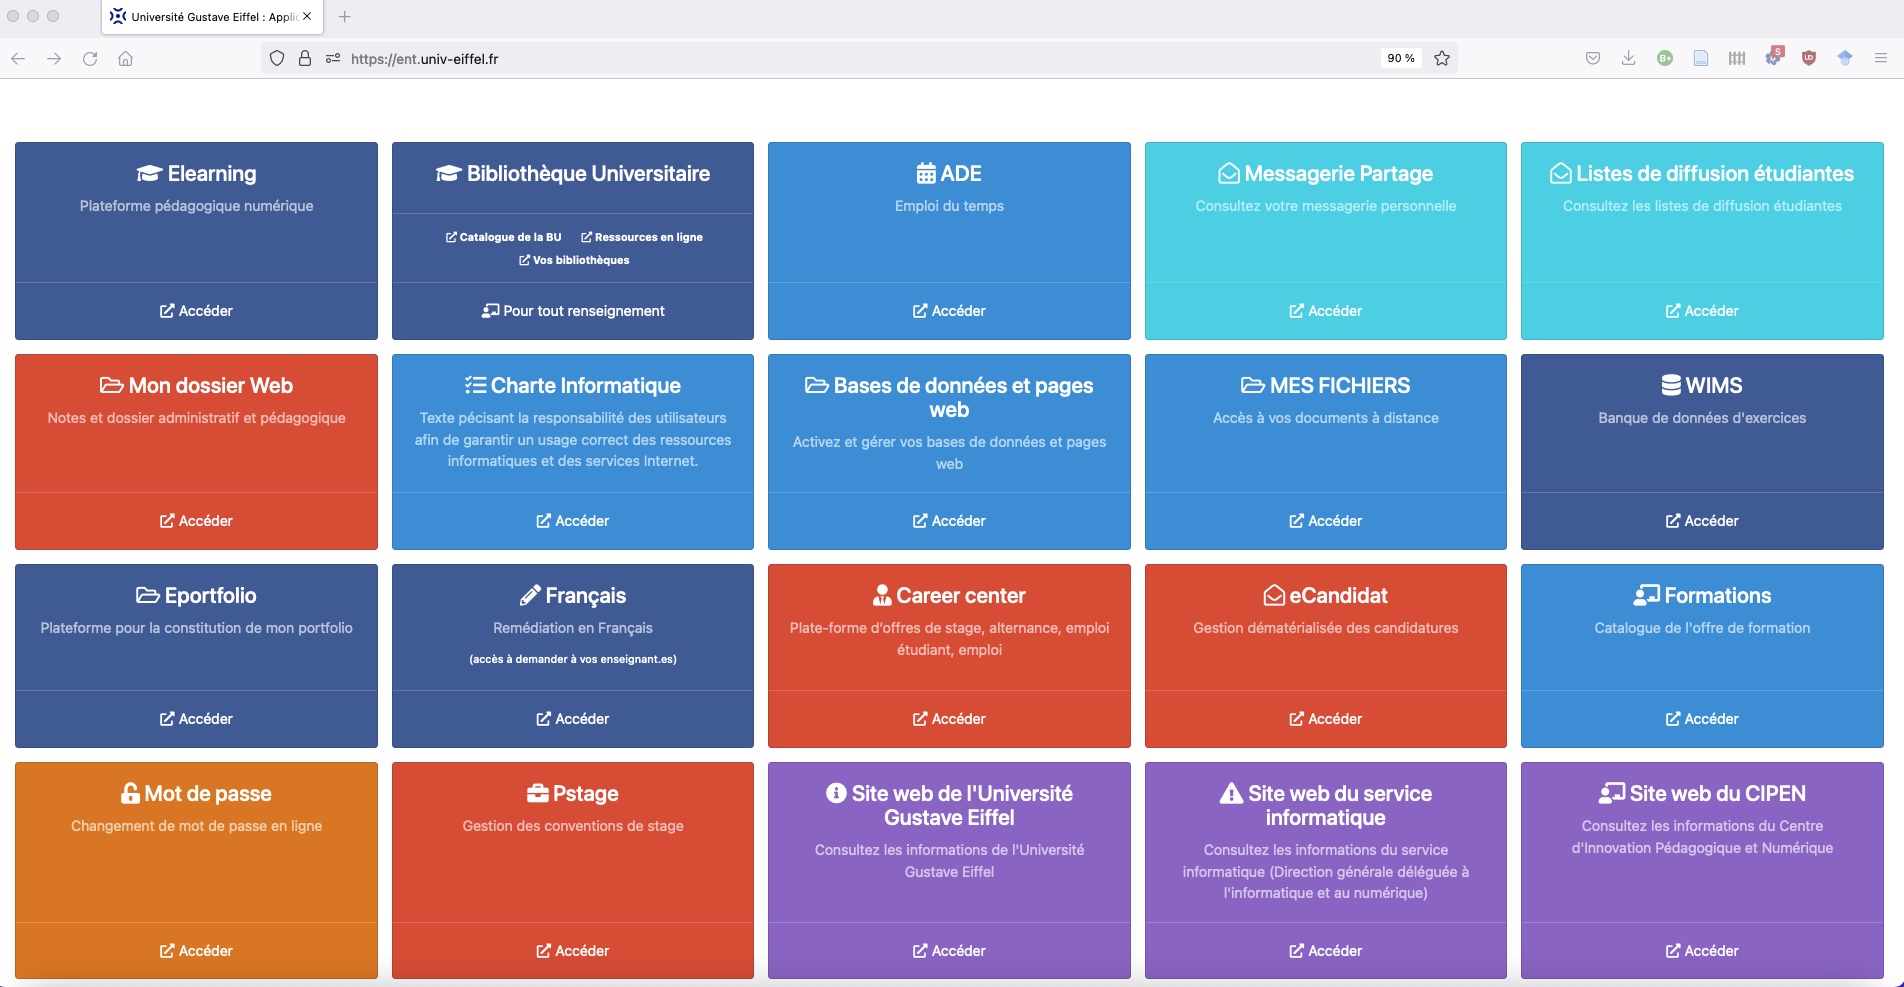 Université Gustave Eiffel : Applic
https://ent.univ-eiffel.fr
90 %
Elearning
Plateforme pédagogique numérique
Accéder
Bibliothèque Universitaire
Catalogue de la BU
Ressources en ligne
Vos bibliothèques
Pour tout renseignement
ADE
Emploi du temps
Accéder
Messagerie Partage
Consultez votre messagerie personnelle
Accéder
Listes de diffusion étudiantes
Consultez les listes de diffusion étudiantes
Accéder
Mon dossier Web
Notes et dossier administratif et pédagogique
Accéder
Charte Informatique
Texte pécisant la responsabilité des utilisateurs
afin de garantir un usage correct des ressources
informatiques et des services Internet.
Accéder
Bases de données et pages
web
Activez et gérer vos bases de données et pages
web
Accéder
MES FICHIERS
Accès à vos documents à distance
Accéder
WIMS
Banque de données d'exercices
Accéder
Eportfolio
Plateforme pour la constitution de mon portfolio
Accéder
Français
Remédiation en Français
(accès à demander à vos enseignant.es)
Accéder
Career center
Plate-forme d’offres de stage, alternance, emploi
étudiant, emploi
Accéder
eCandidat
Gestion dématérialisée des candidatures
Accéder
Formations
Catalogue de l'offre de formation
Accéder
Mot de passe
Changement de mot de passe en ligne
Accéder
Pstage
Gestion des conventions de stage
Accéder
Site web de l'Université
Gustave Eiffel
Consultez les informations de l'Université
Gustave Eiffel
Accéder
Site web du service
informatique
Consultez les informations du service
informatique (Direction générale déléguée à
l'informatique et au numérique)
Accéder
Site web du CIPEN
Consultez les informations du Centre
d'Innovation Pédagogique et Numérique
Accéder